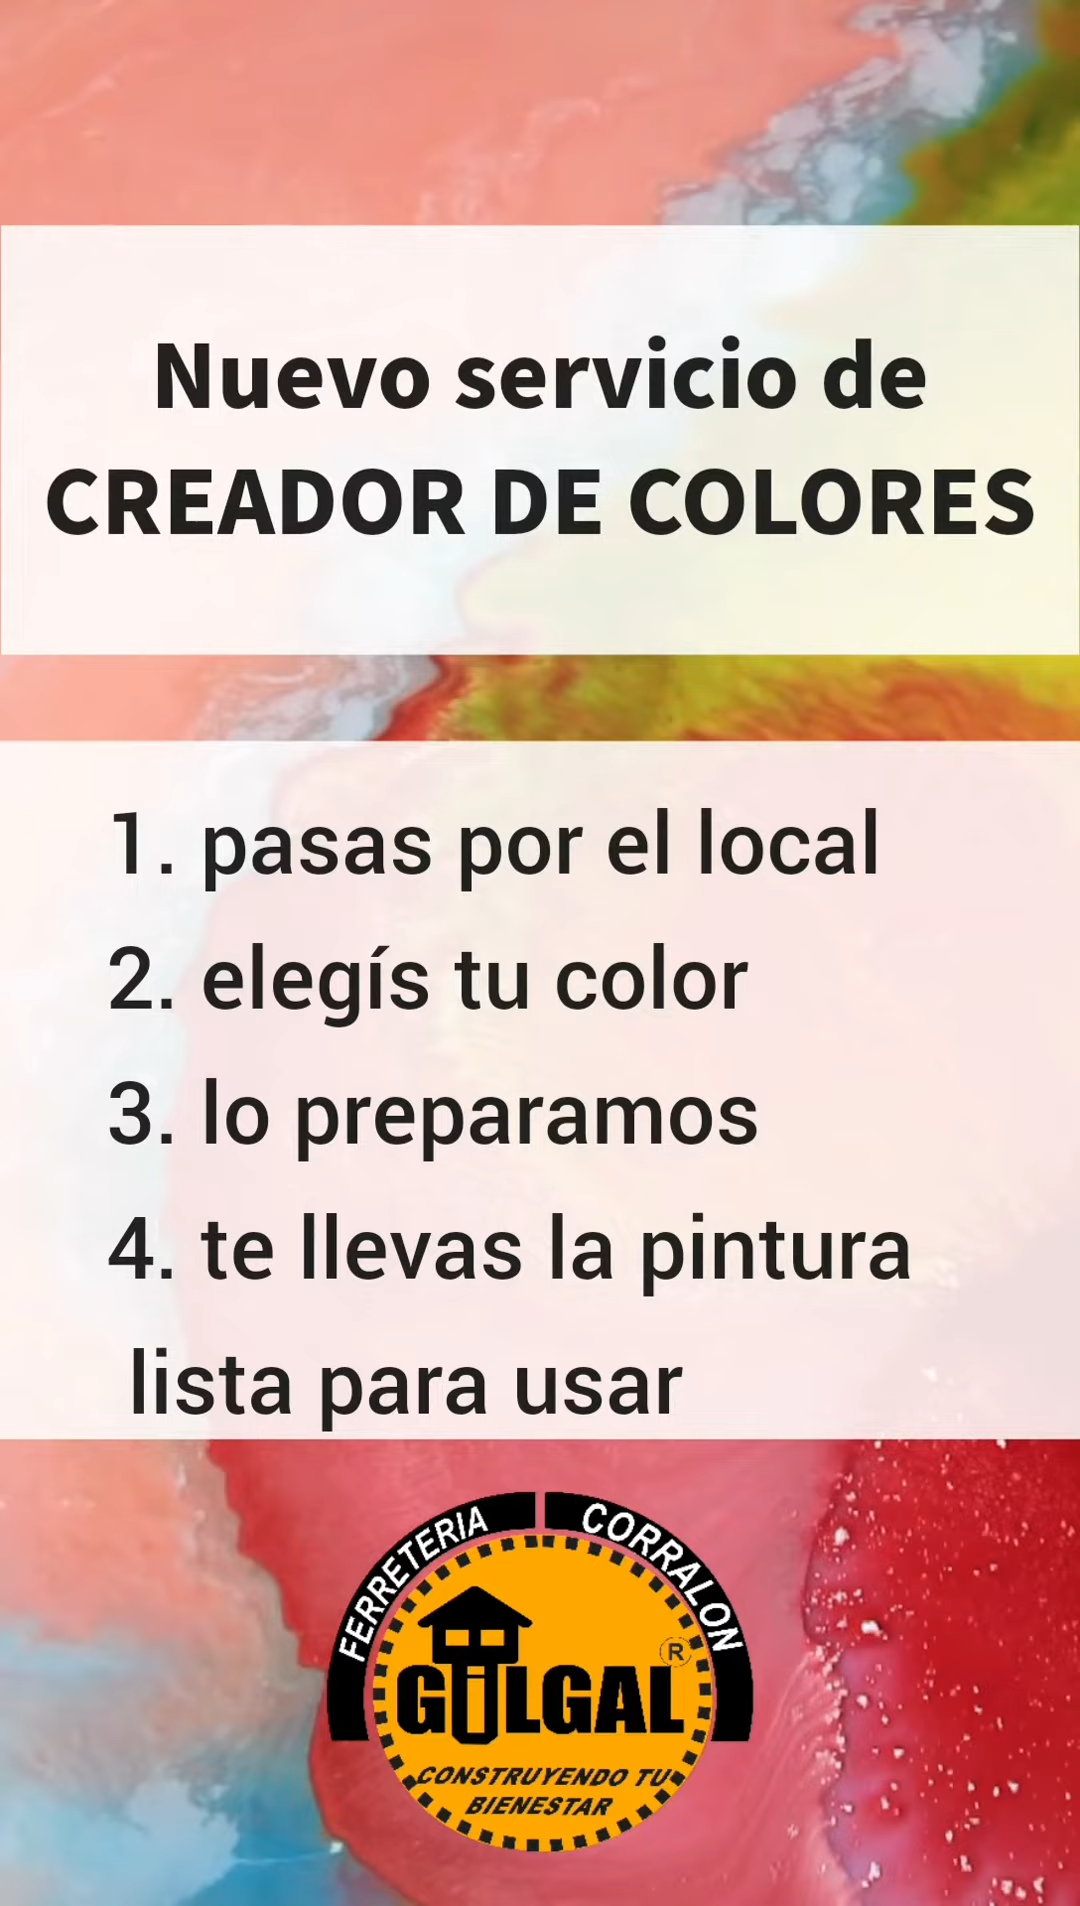 Nuevo servicio de
CREADOR DE COLORES
1. pasas por el local
2. elegís tu color
3. lo preparamos
4. te llevas la pintura
lista para usar
FERRETERIA CORRALON
GILGAL ®
CONSTRUYENDO TU
BIENESTAR